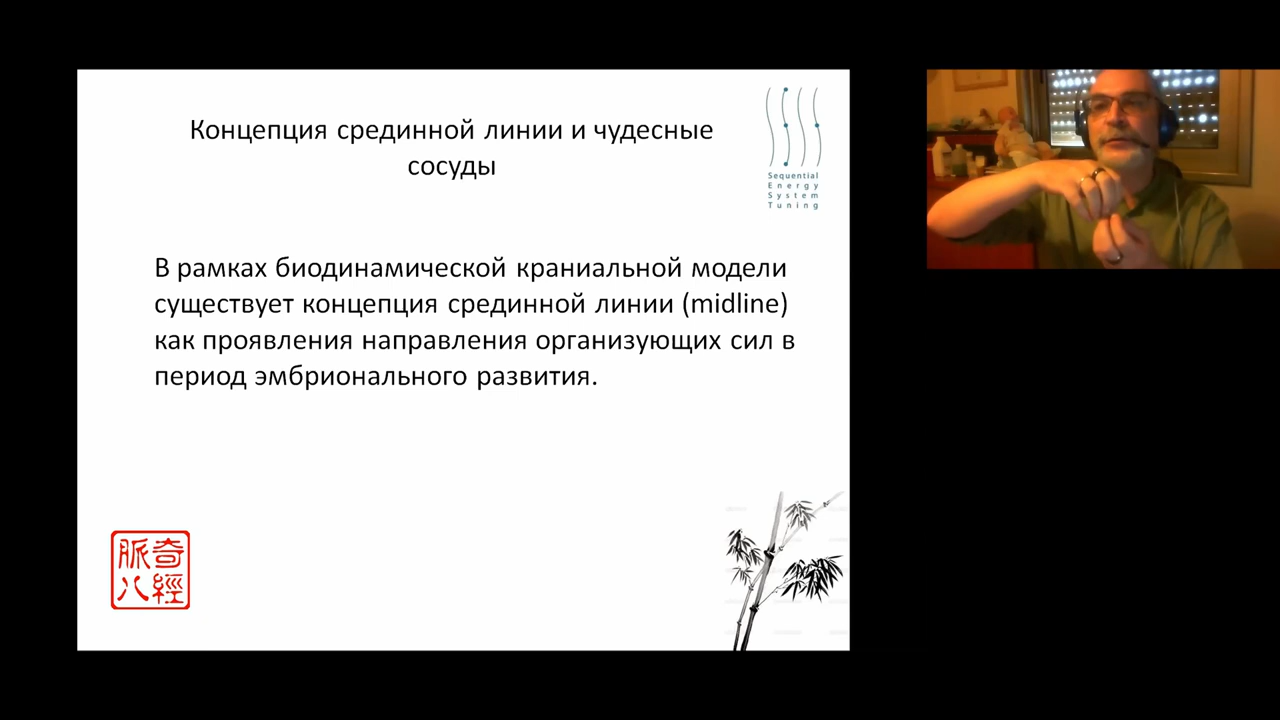 Концепция срединной линии и чудесные
сосуды
Sequential
Energy
System
Tuning
В рамках биодинамической краниальной модели
существует концепция срединной линии (midline)
как проявления направления организующих сил в
период эмбрионального развития.
奇經
八脈